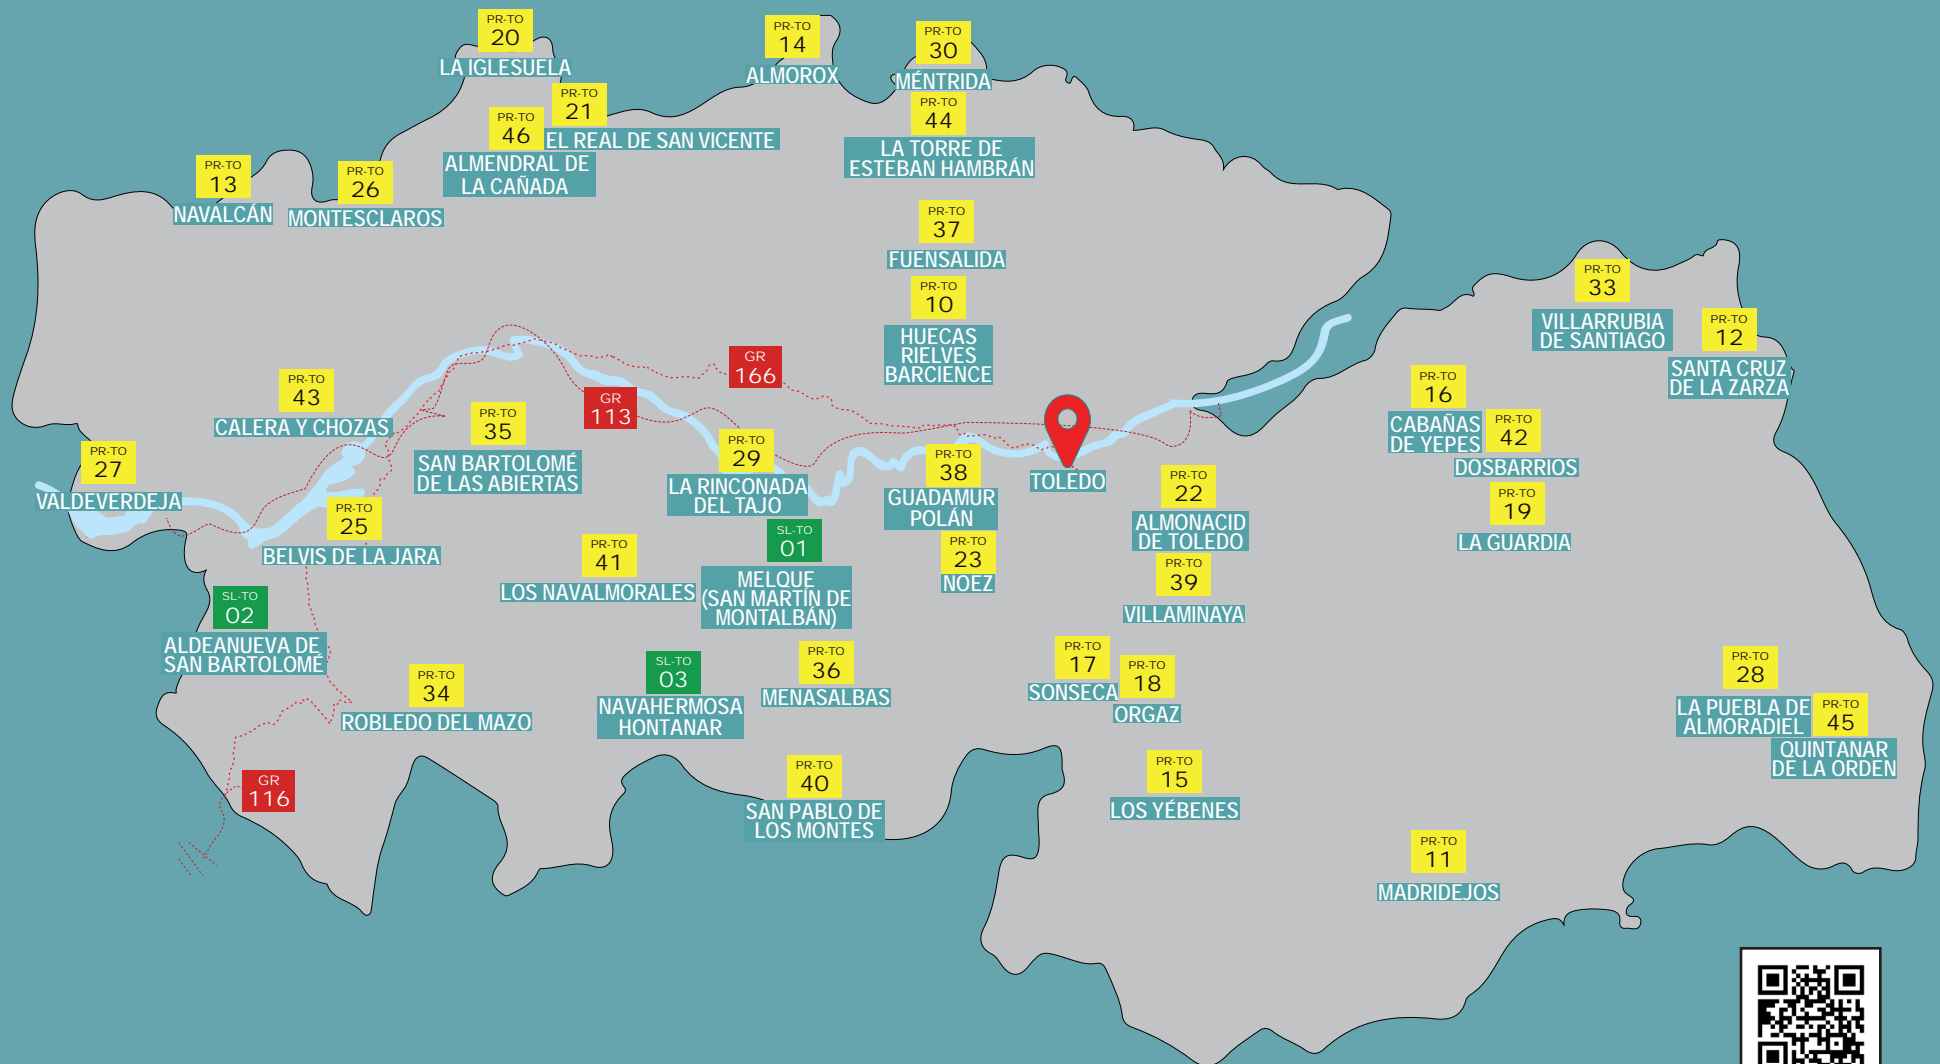 PR-TO
20
LA IGLESUELA
PR-TO
14
ALMOROX
PR-TO
30
MÉNTRIDA
PR-TO
21
EL REAL DE SAN VICENTE
PR-TO
46
ALMENDRAL DE
LA CAÑADA
PR-TO
44
LA TORRE DE
ESTEBAN HAMBRÁN
PR-TO
13
NAVALCÁN
PR-TO
26
MONTESCLAROS
PR-TO
37
FUENSALIDA
PR-TO
10
HUECAS
RIELVES
BARCIENCE
PR-TO
33
VILLARRUBIA
DE SANTIAGO
PR-TO
12
SANTA CRUZ
DE LA ZARZA
GR
166
GR
113
PR-TO
43
CALERA Y CHOZAS
PR-TO
35
SAN BARTOLOMÉ
DE LAS ABIERTAS
PR-TO
16
CABAÑAS
DE YEPES
PR-TO
42
DOSBARRIOS
PR-TO
27
VALDEVERDEJA
PR-TO
29
LA RINCONADA
DEL TAJO
PR-TO
38
GUADAMUR
POLÁN
TOLEDO
PR-TO
22
ALMONACID
DE TOLEDO
PR-TO
19
LA GUARDIA
PR-TO
25
BELVIS DE LA JARA
PR-TO
41
LOS NAVALMORALES
SL-TO
01
MELQUE
(SAN MARTÍN DE
MONTALBÁN)
PR-TO
23
NOEZ
PR-TO
39
VILLAMINAYA
SL-TO
02
ALDEANUEVA DE
SAN BARTOLOMÉ
PR-TO
34
ROBLEDO DEL MAZO
SL-TO
03
NAVAHERMOSA
HONTANAR
PR-TO
36
MENASALBAS
PR-TO
17
SONSECA
PR-TO
18
ORGAZ
PR-TO
28
LA PUEBLA DE
ALMORADIEL
PR-TO
45
QUINTANAR
DE LA ORDEN
GR
116
PR-TO
40
SAN PABLO DE
LOS MONTES
PR-TO
15
LOS YÉBENES
PR-TO
11
MADRIDEJOS